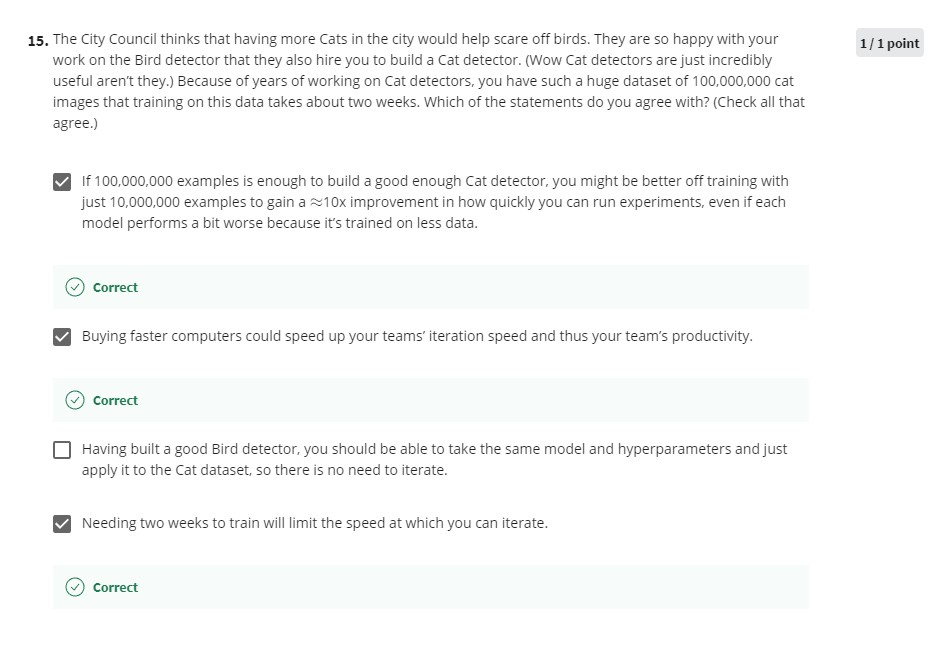 15. The City Council thinks that having more Cats in the city would help scare off birds. They are so happy with your
1 / 1 point
work on the Bird detector that they also hire you to build a Cat detector. (Wow Cat detectors are just incredibly
useful aren’t they.) Because of years of working on Cat detectors, you have such a huge dataset of 100,000,000 cat
images that training on this data takes about two weeks. Which of the statements do you agree with? (Check all that
agree.)
If 100,000,000 examples is enough to build a good enough Cat detector, you might be better off training with
just 10,000,000 examples to gain a ≈10x improvement in how quickly you can run experiments, even if each
model performs a bit worse because it’s trained on less data.
Correct
Buying faster computers could speed up your teams’ iteration speed and thus your team’s productivity.
Correct
Having built a good Bird detector, you should be able to take the same model and hyperparameters and just
apply it to the Cat dataset, so there is no need to iterate.
Needing two weeks to train will limit the speed at which you can iterate.
Correct